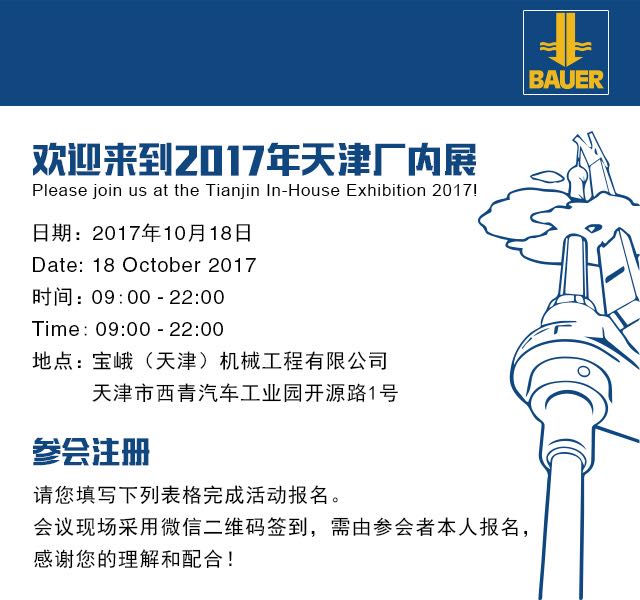 BAUER
欢迎来到2017年天津厂内展
Please join us at the Tianjin In-House Exhibition 2017!
日期：2017年10月18日
Date: 18 October 2017
时间：09:00 - 22:00
Time: 09:00 - 22:00
地点：宝峨（天津）机械工程有限公司
天津市西青汽车工业园开源路1号
参会注册
请您填写下列表格完成活动报名。
会议现场采用微信二维码签到，需由参会者本人报名，
感谢您的理解和配合！